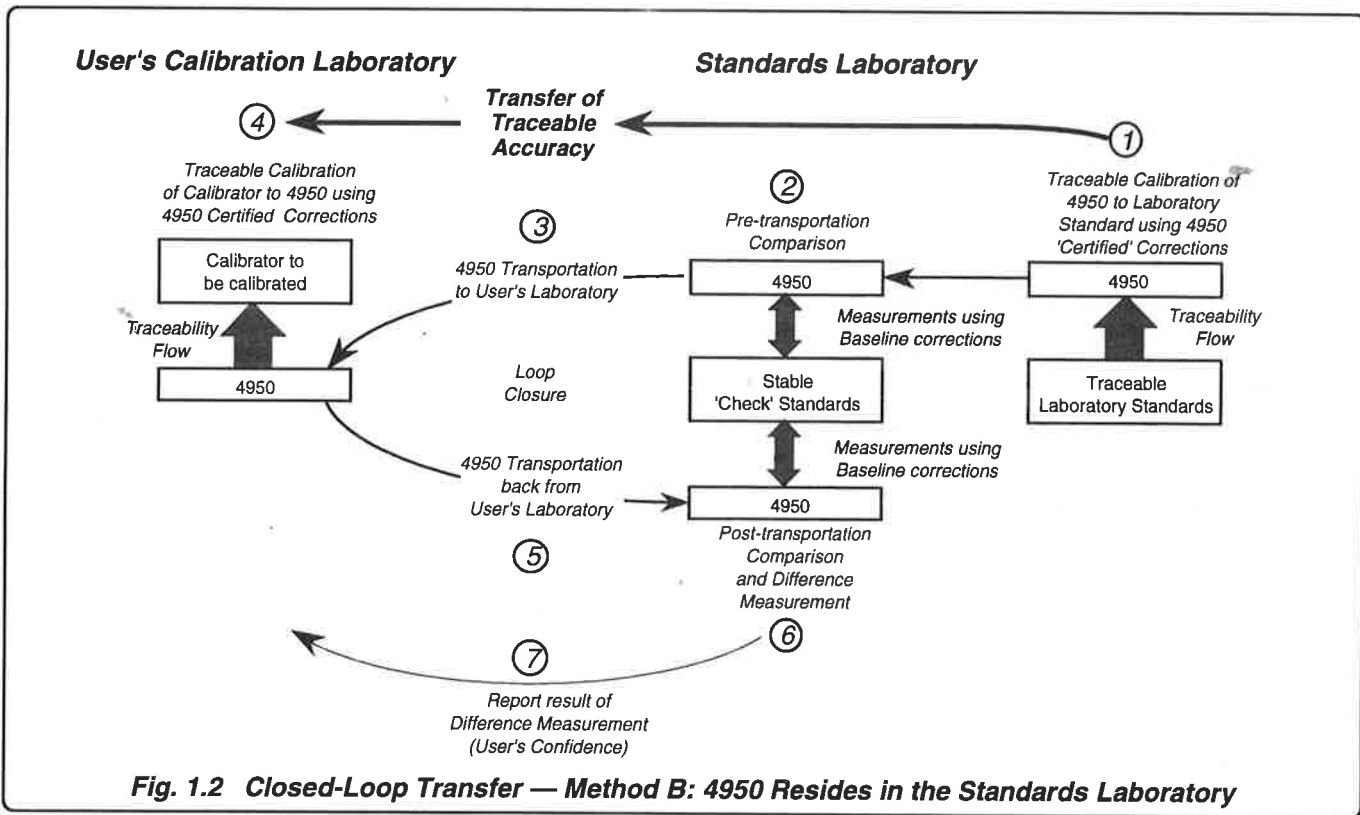 User's Calibration Laboratory
Standards Laboratory
Transfer of
Traceable
Accuracy
4
1
Traceable Calibration
of Calibrator to 4950 using
4950 Certified Corrections
2
Pre-transportation
Comparison
Traceable Calibration of
4950 to Laboratory
Standard using 4950
'Certified' Corrections
3
4950 Transportation
to User's Laboratory
Calibrator to
be calibrated
4950
4950
Traceability
Flow
Measurements using
Baseline corrections
Traceability
Flow
4950
Loop
Closure
Stable
'Check' Standards
Traceable
Laboratory Standards
Measurements using
Baseline corrections
4950 Transportation
back from
User's Laboratory
4950
5
Post-transportation
Comparison
and Difference
Measurement
6
7
Report result of
Difference Measurement
(User's Confidence)
Fig. 1.2 Closed-Loop Transfer — Method B: 4950 Resides in the Standards Laboratory